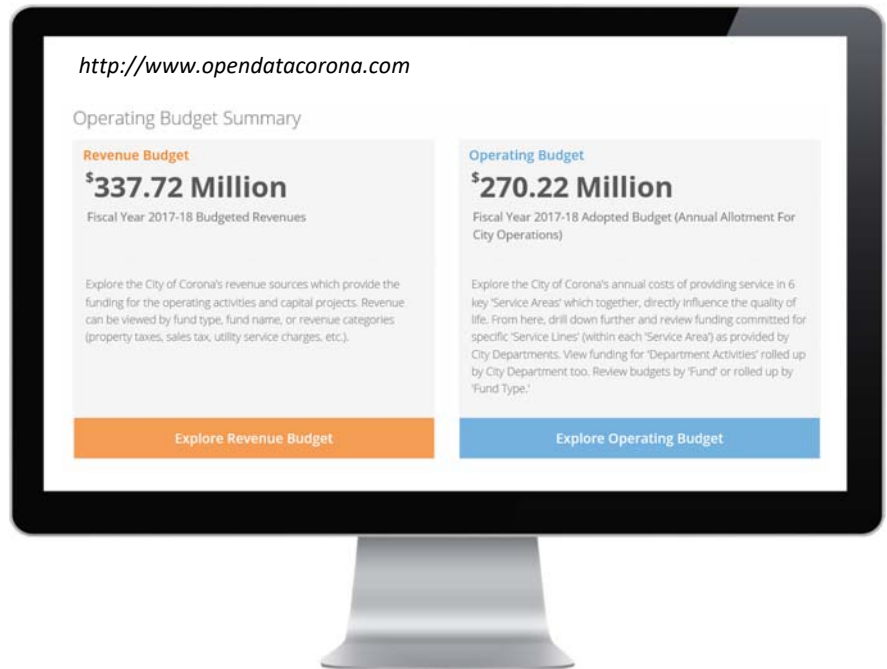 http://www.opendatacorona.com
Operating Budget Summary
Revenue Budget
$337.72 Million
Fiscal Year 2017-18 Budgeted Revenues
Explore the City of Corona's revenue sources which provide the
funding for the operating activities and capital projects. Revenue
can be viewed by fund type, fund name, or revenue categories
(property taxes, sales tax, utility service charges, etc.).
Explore Revenue Budget
Operating Budget
$270.22 Million
Fiscal Year 2017-18 Adopted Budget (Annual Allotment For
City Operations)
Explore the City of Corona's annual costs of providing service in 6
key 'Service Areas' which together, directly influence the quality of
life. From here, drill down further and review funding committed for
specific 'Service Lines' (within each 'Service Area') as provided by
City Departments. View funding for 'Department Activities' rolled up
by City Department too. Review budgets by 'Fund' or rolled up by
'Fund Type.'
Explore Operating Budget